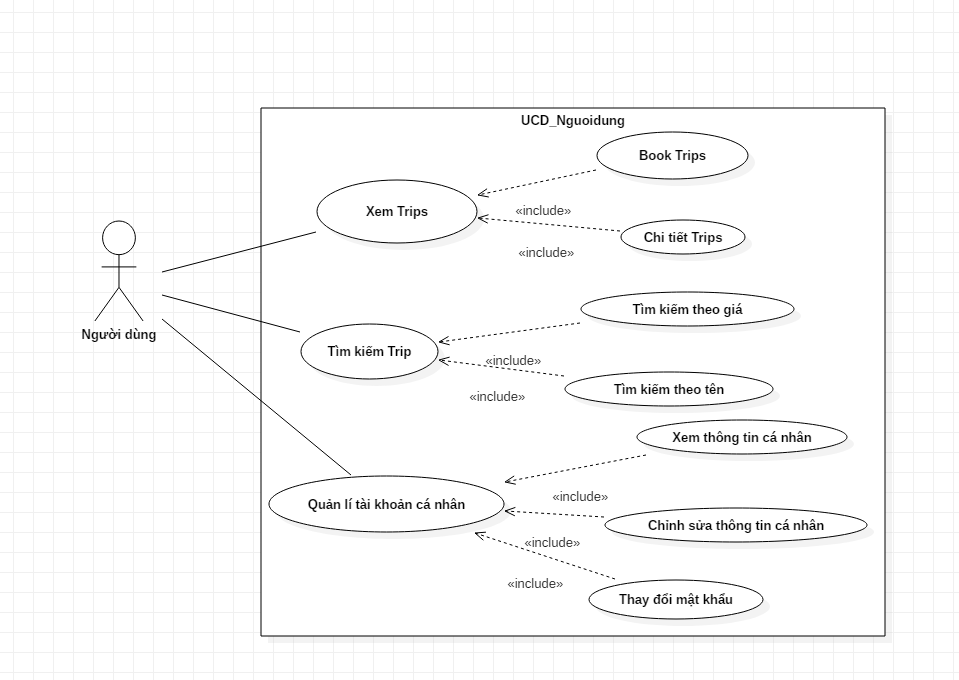 UCD_Nguoidung
Book Trips
Xem Trips
«include»
Chi tiết Trips
«include»
Người dùng
Tìm kiếm theo giá
Tìm kiếm Trip
«include»
Tìm kiếm theo tên
«include»
Xem thông tin cá nhân
«include»
Quản lí tài khoản cá nhân
Chỉnh sửa thông tin cá nhân
«include»
«include»
Thay đổi mật khẩu